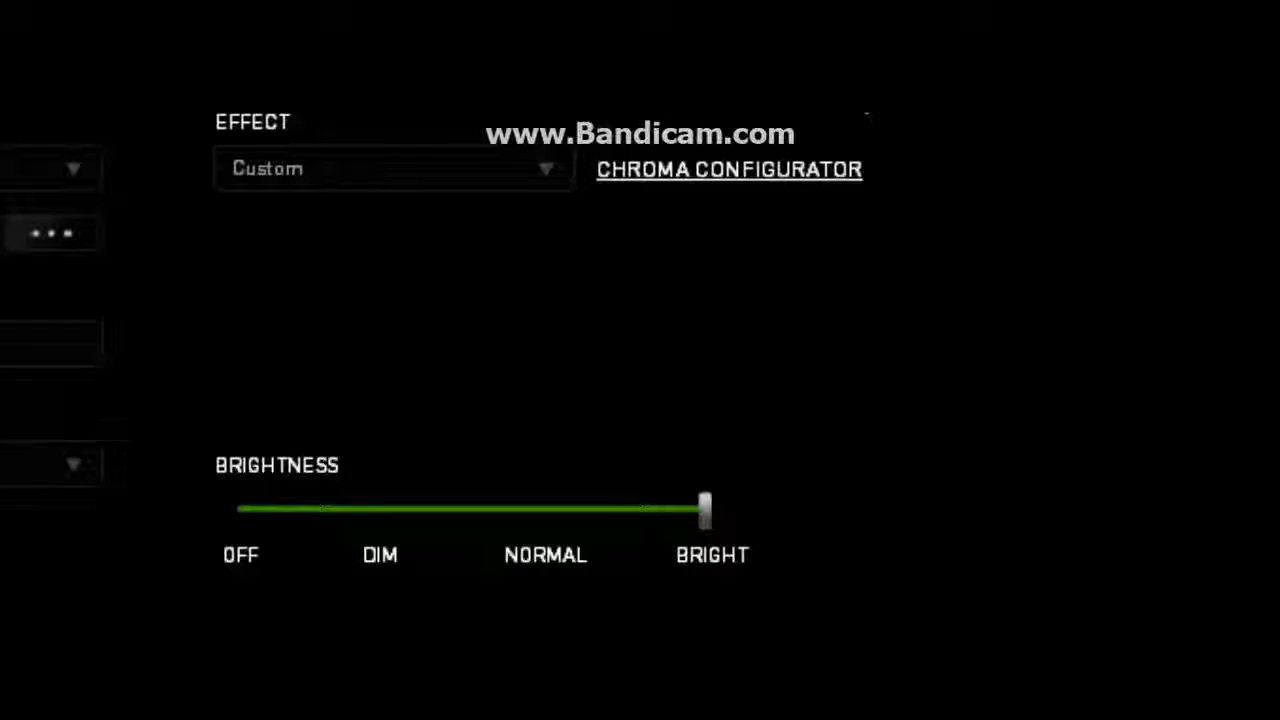 EFFECT
www.Bandicam.com
Custom
CHROMA CONFIGURATOR
BRIGHTNESS
OFF
DIM
NORMAL
BRIGHT